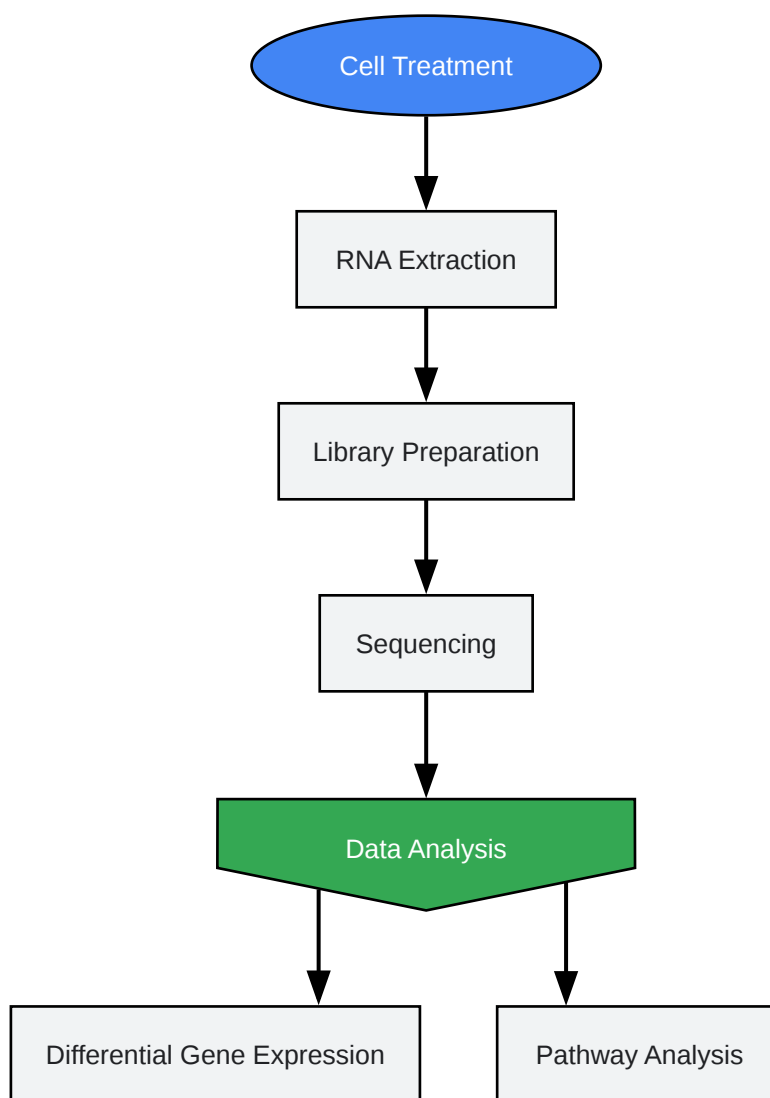 Cell Treatment
RNA Extraction
Library Preparation
Sequencing
Data Analysis
Differential Gene Expression
Pathway Analysis